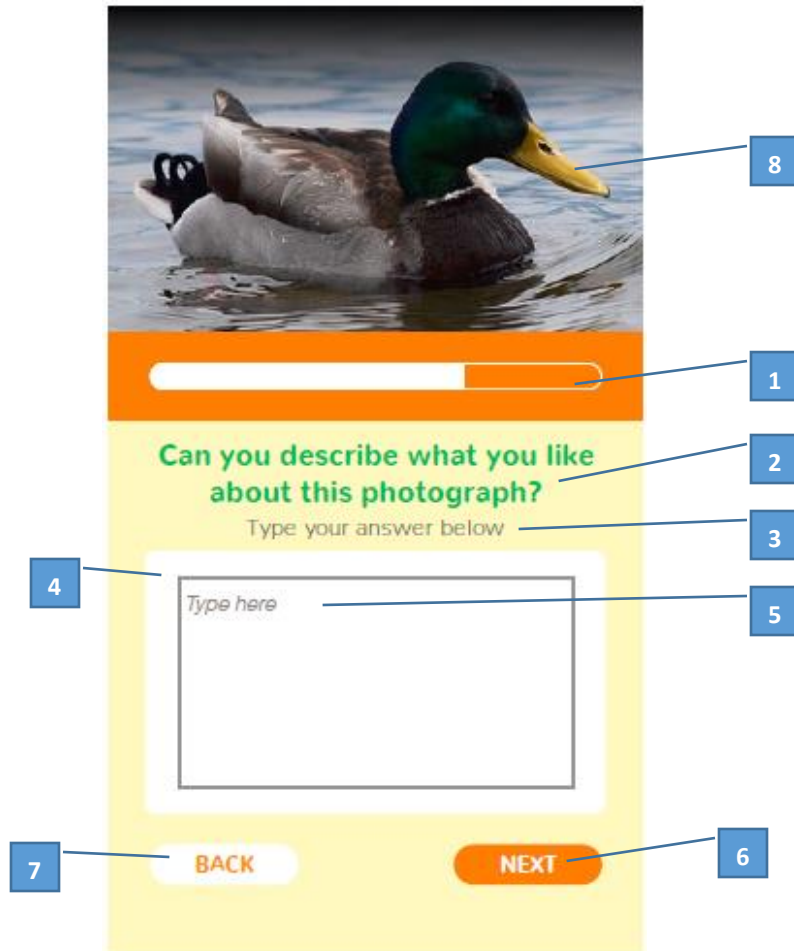 8
1
Can you describe what you like
about this photograph?
2
Type your answer below
3
4
Type here
5
BACK
NEXT
7
6